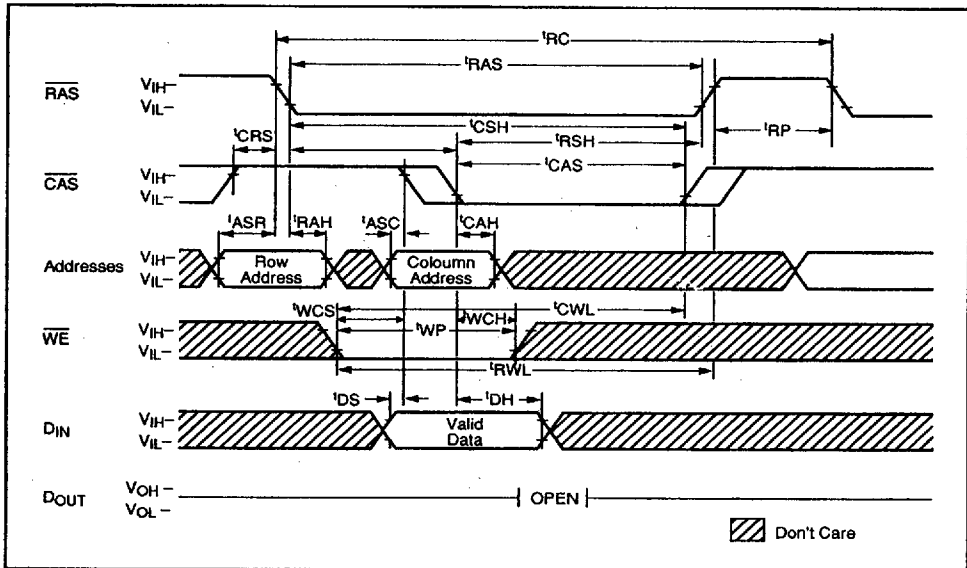 tRC
tRAS
RAS
VIH–
VIL–
tCSH
tRSH
tRP
tCRS
tCAS
CAS
VIH–
VIL–
tASR
tRAH
tASC
tCAH
Addresses
VIH–
VIL–
Row
Address
Coloumn
Address
tWCS
tWCH
tCWL
tWP
WE
VIH–
VIL–
tRWL
tDS
tDH
DIN
VIH–
VIL–
Valid
Data
DOUT
VOH –
VOL –
OPEN
Don't Care